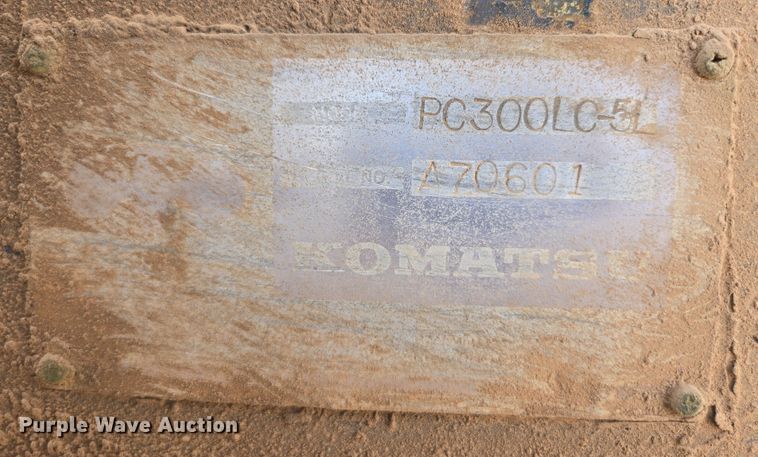 PC300LC-5L
A70601
KOMATSU
Purple Wave Auction